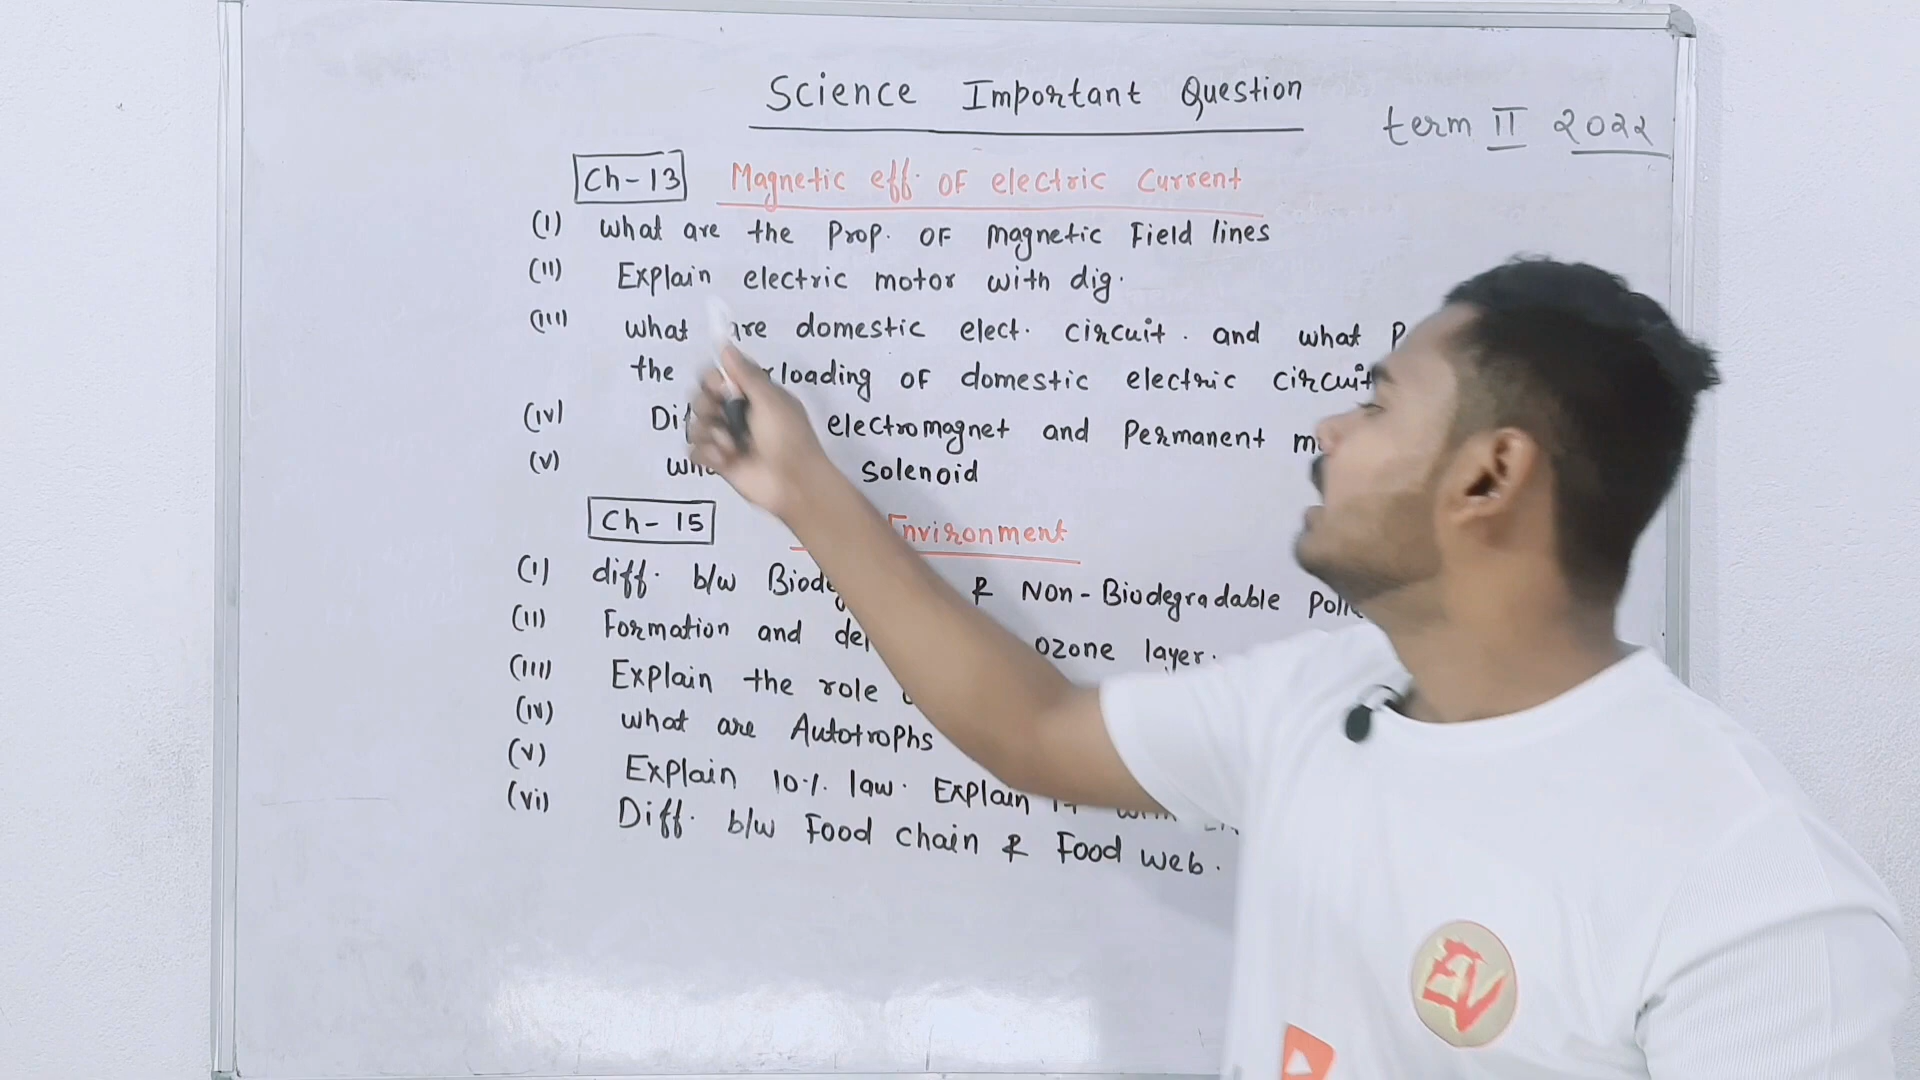 Science Important Question
term II 2022
Ch-13 Magnetic eff. OF electric Current
(I) What are the Prop. OF Magnetic Field lines
(II) Explain electric motor with dig.
(III) what are domestic elect. circuit. and what
the loading OF domestic electric circuit
(IV) electromagnet and Permanent
(V) solenoid
Ch-15 Environment
(I) diff. b/w & Non-Biodegradable
(II) Formation and ozone layer.
(III) Explain the role
(IV) what are Autotrophs
(V) Explain 10%. law. Explain
(VI) Diff. b/w Food chain & Food web.
EV